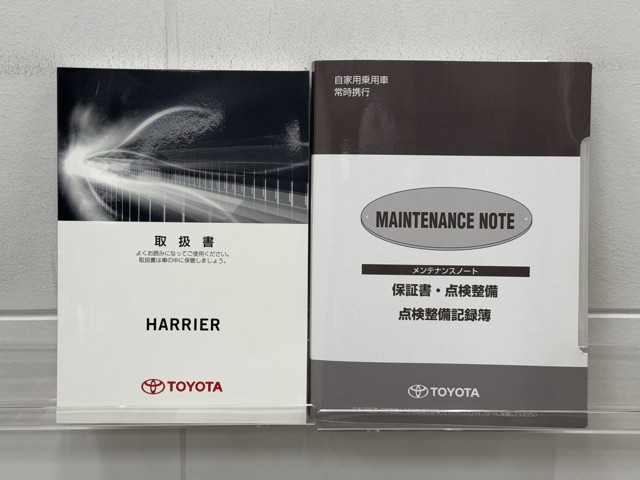 取扱書
よくお読みになってご使用ください。
取扱書は車の中に保管しましょう。
HARRIER
TOYOTA
自家用乗用車
常時携行
MAINTENANCE NOTE
メンテナンスノート
保証書・点検整備
点検整備記録簿
TOYOTA